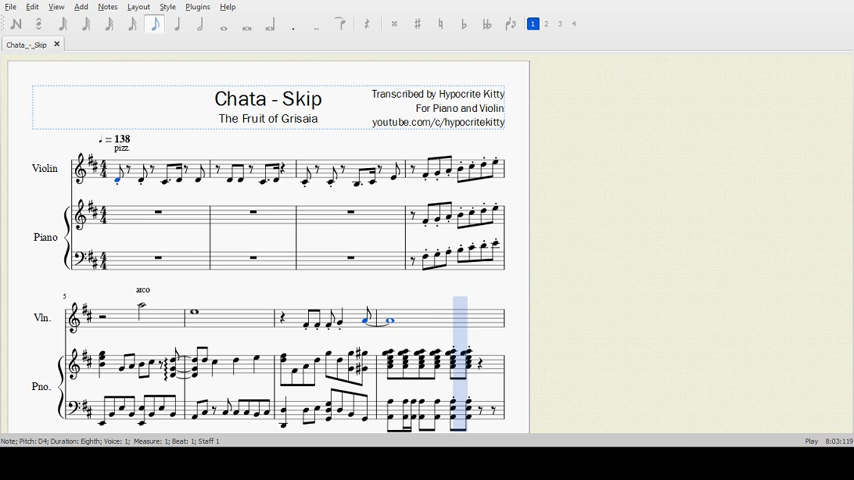 File Edit View Add Notes Layout Style Plugins Help
1 2 3 4
Chata_-_Skip
Chata - Skip
The Fruit of Grisaia
Transcribed by Hypocrite Kitty
For Piano and Violin
youtube.com/c/hypocritekitty
= 138
pizz.
Violin
Piano
5
arco
Vln.
Pno.
Note; Pitch: D4; Duration: Eighth; Voice: 1; Measure: 1; Beat: 1; Staff 1
Play 8:03:119